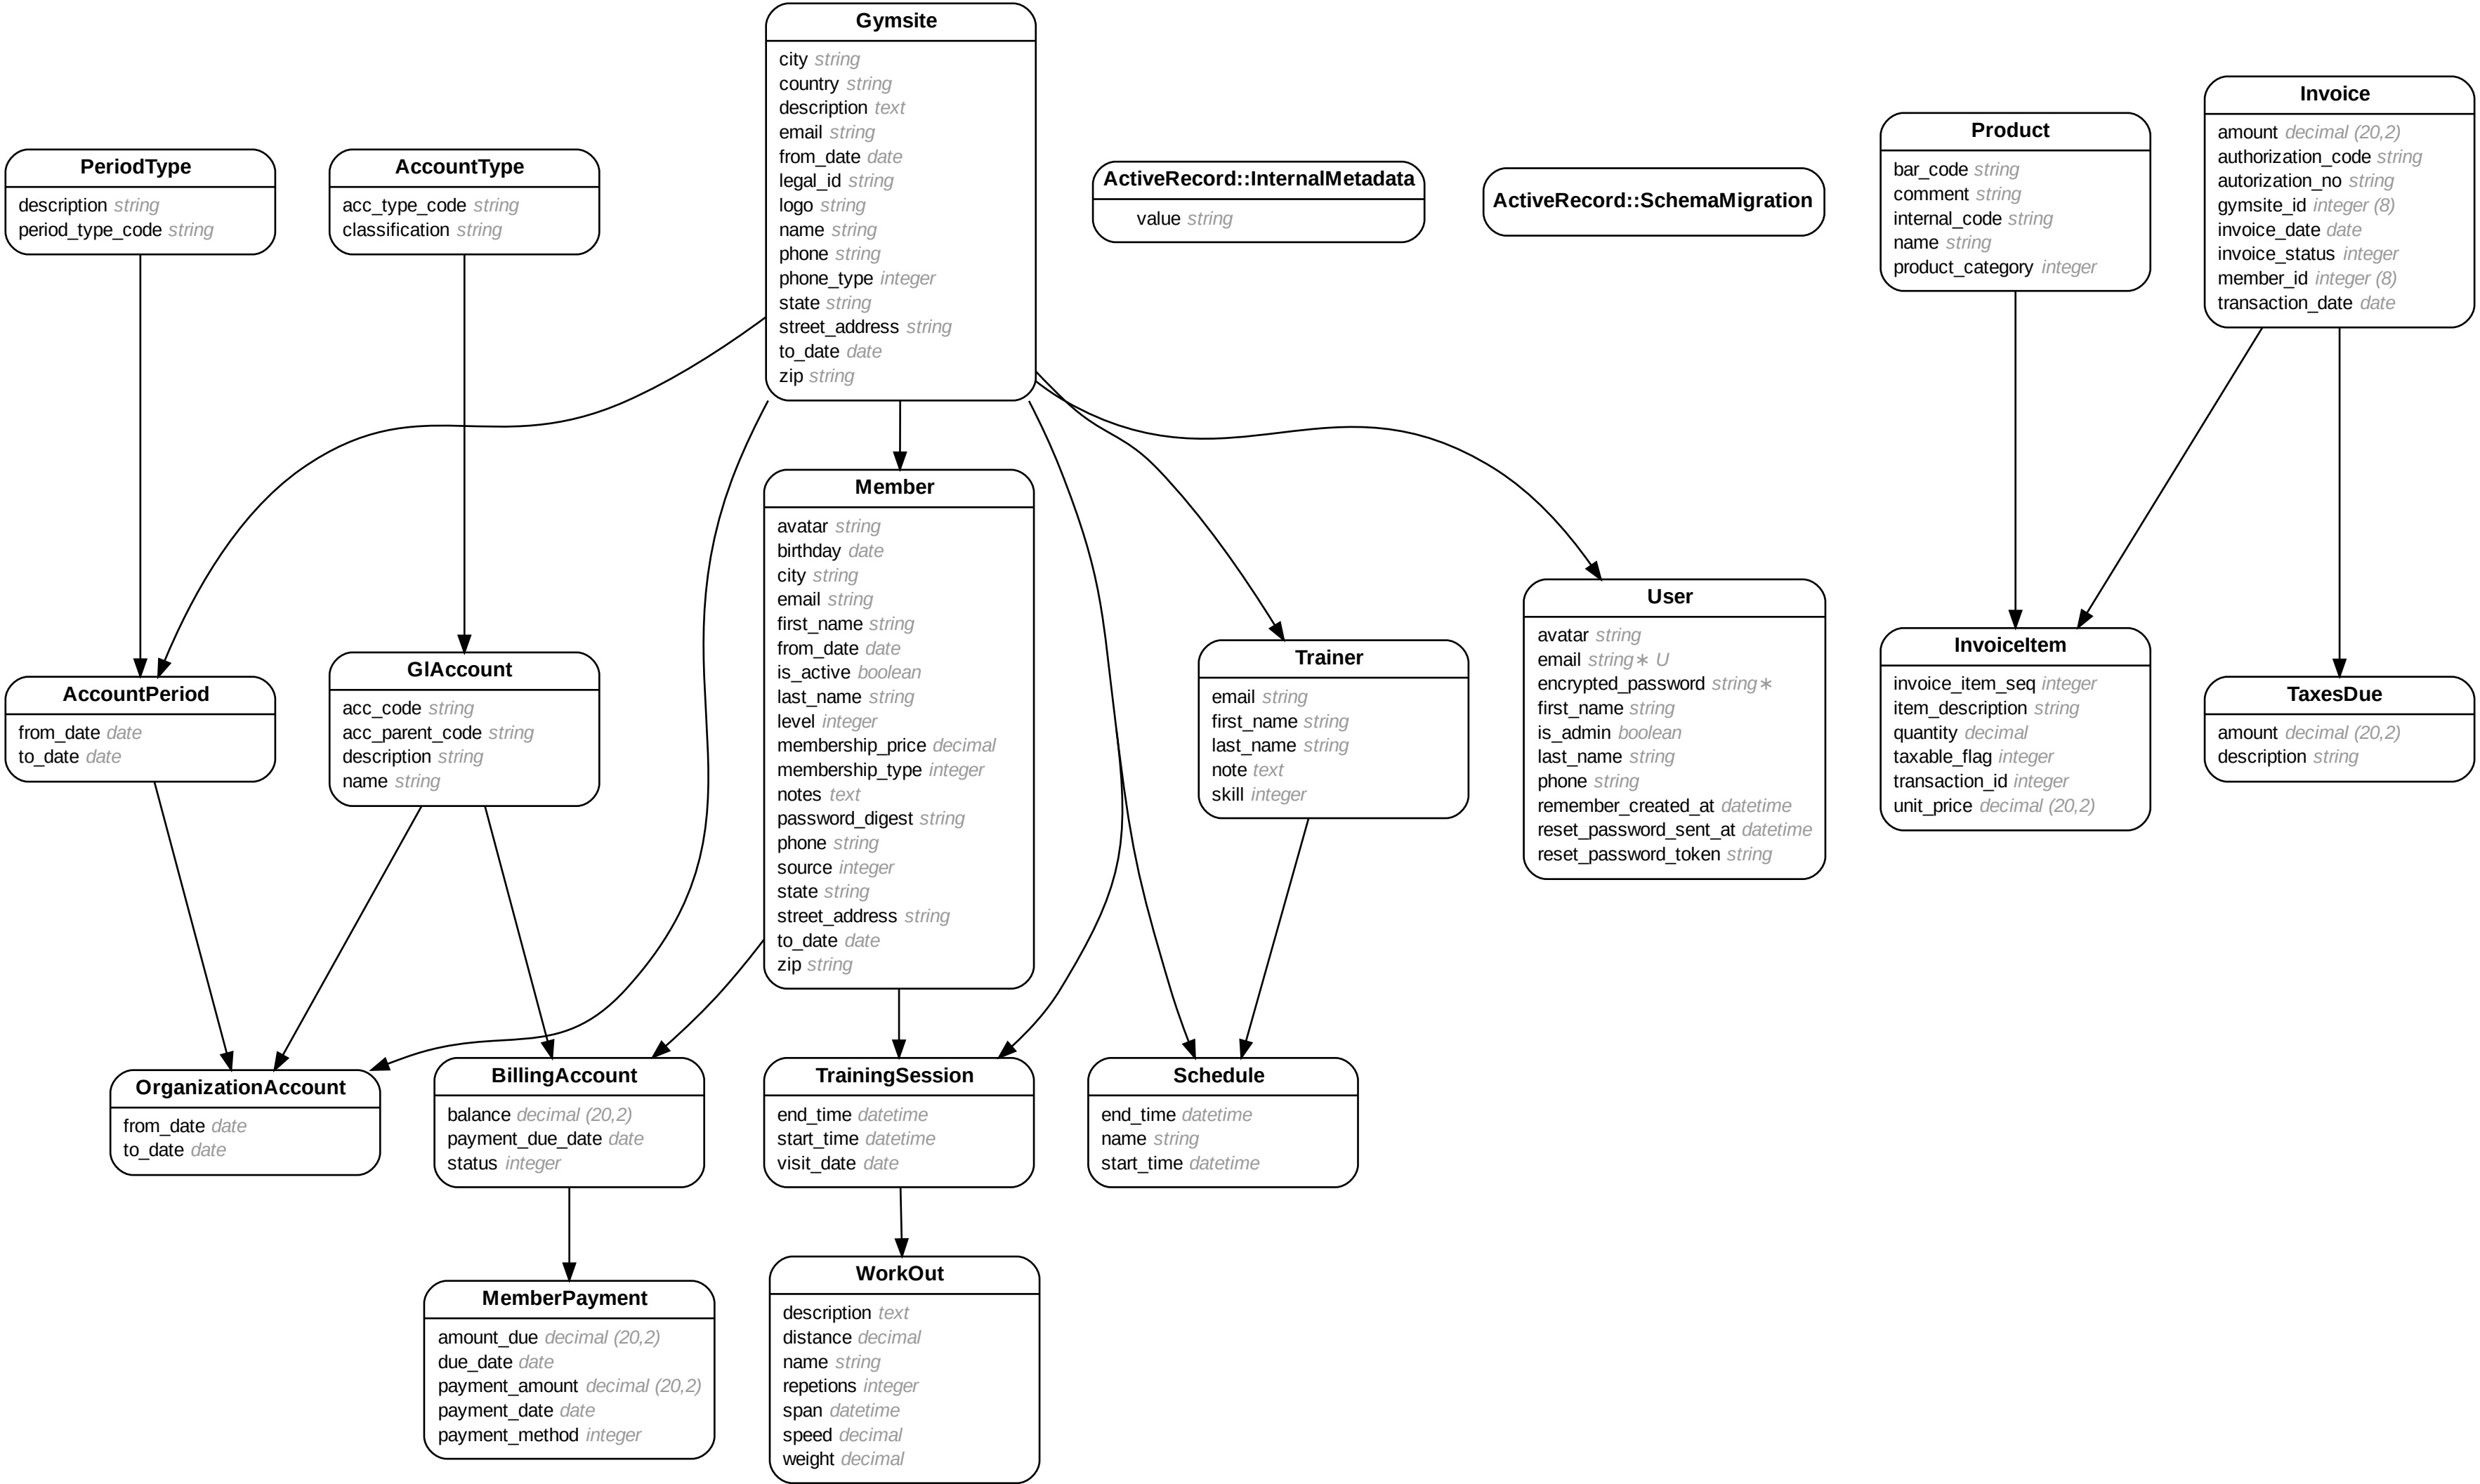 Gymsite
city string
country string
description text
email string
from_date date
legal_id string
logo string
name string
phone string
phone_type integer
state string
street_address string
to_date date
zip string
PeriodType
description string
period_type_code string
AccountType
acc_type_code string
classification string
ActiveRecord::InternalMetadata
value string
ActiveRecord::SchemaMigration
Product
bar_code string
comment string
internal_code string
name string
product_category integer
Invoice
amount decimal (20,2)
authorization_code string
autorization_no string
gymsite_id integer (8)
invoice_date date
invoice_status integer
member_id integer (8)
transaction_date date
Member
avatar string
birthday date
city string
email string
first_name string
from_date date
is_active boolean
last_name string
level integer
membership_price decimal
membership_type integer
notes text
password_digest string
phone string
source integer
state string
street_address string
to_date date
zip string
AccountPeriod
from_date date
to_date date
GlAccount
acc_code string
acc_parent_code string
description string
name string
Trainer
email string
first_name string
last_name string
note text
skill integer
User
avatar string
email string∗ U
encrypted_password string∗
first_name string
is_admin boolean
last_name string
phone string
remember_created_at datetime
reset_password_sent_at datetime
reset_password_token string
InvoiceItem
invoice_item_seq integer
item_description string
quantity decimal
taxable_flag integer
transaction_id integer
unit_price decimal (20,2)
TaxesDue
amount decimal (20,2)
description string
OrganizationAccount
from_date date
to_date date
BillingAccount
balance decimal (20,2)
payment_due_date date
status integer
TrainingSession
end_time datetime
start_time datetime
visit_date date
Schedule
end_time datetime
name string
start_time datetime
MemberPayment
amount_due decimal (20,2)
due_date date
payment_amount decimal (20,2)
payment_date date
payment_method integer
WorkOut
description text
distance decimal
name string
repetions integer
span datetime
speed decimal
weight decimal